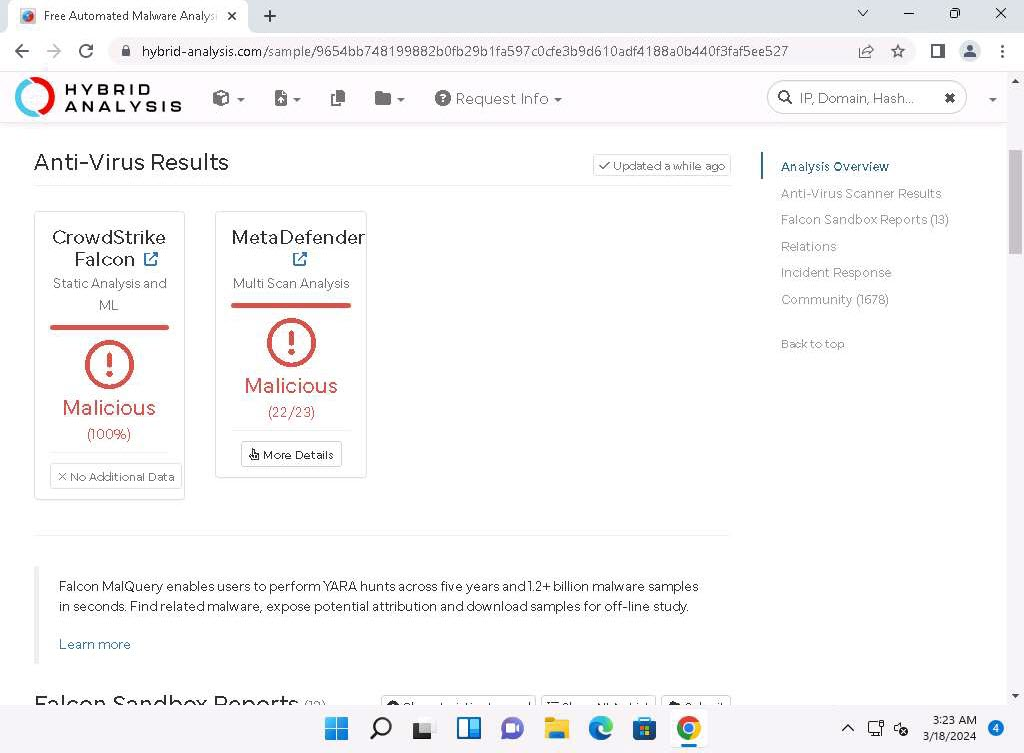 Free Automated Malware Analys
hybrid-analysis.com/sample/9654bb748199882b0fb29b1fa597c0cfe3b9d610adf4188a0b440f3faf5ee527
HYBRID
ANALYSIS
Request Info
IP, Domain, Hash...
Anti-Virus Results
Updated a while ago
CrowdStrike
Falcon
Static Analysis and
ML
Malicious
(100%)
No Additional Data
MetaDefender
Multi Scan Analysis
Malicious
(22/23)
More Details
Analysis Overview
Anti-Virus Scanner Results
Falcon Sandbox Reports (13)
Relations
Incident Response
Community (1678)
Back to top
Falcon MalQuery enables users to perform YARA hunts across five years and 1.2+ billion malware samples
in seconds. Find related malware, expose potential attribution and download samples for off-line study.
Learn more
Falcon Sandbox Reports (13)
3:23 AM
3/18/2024
4